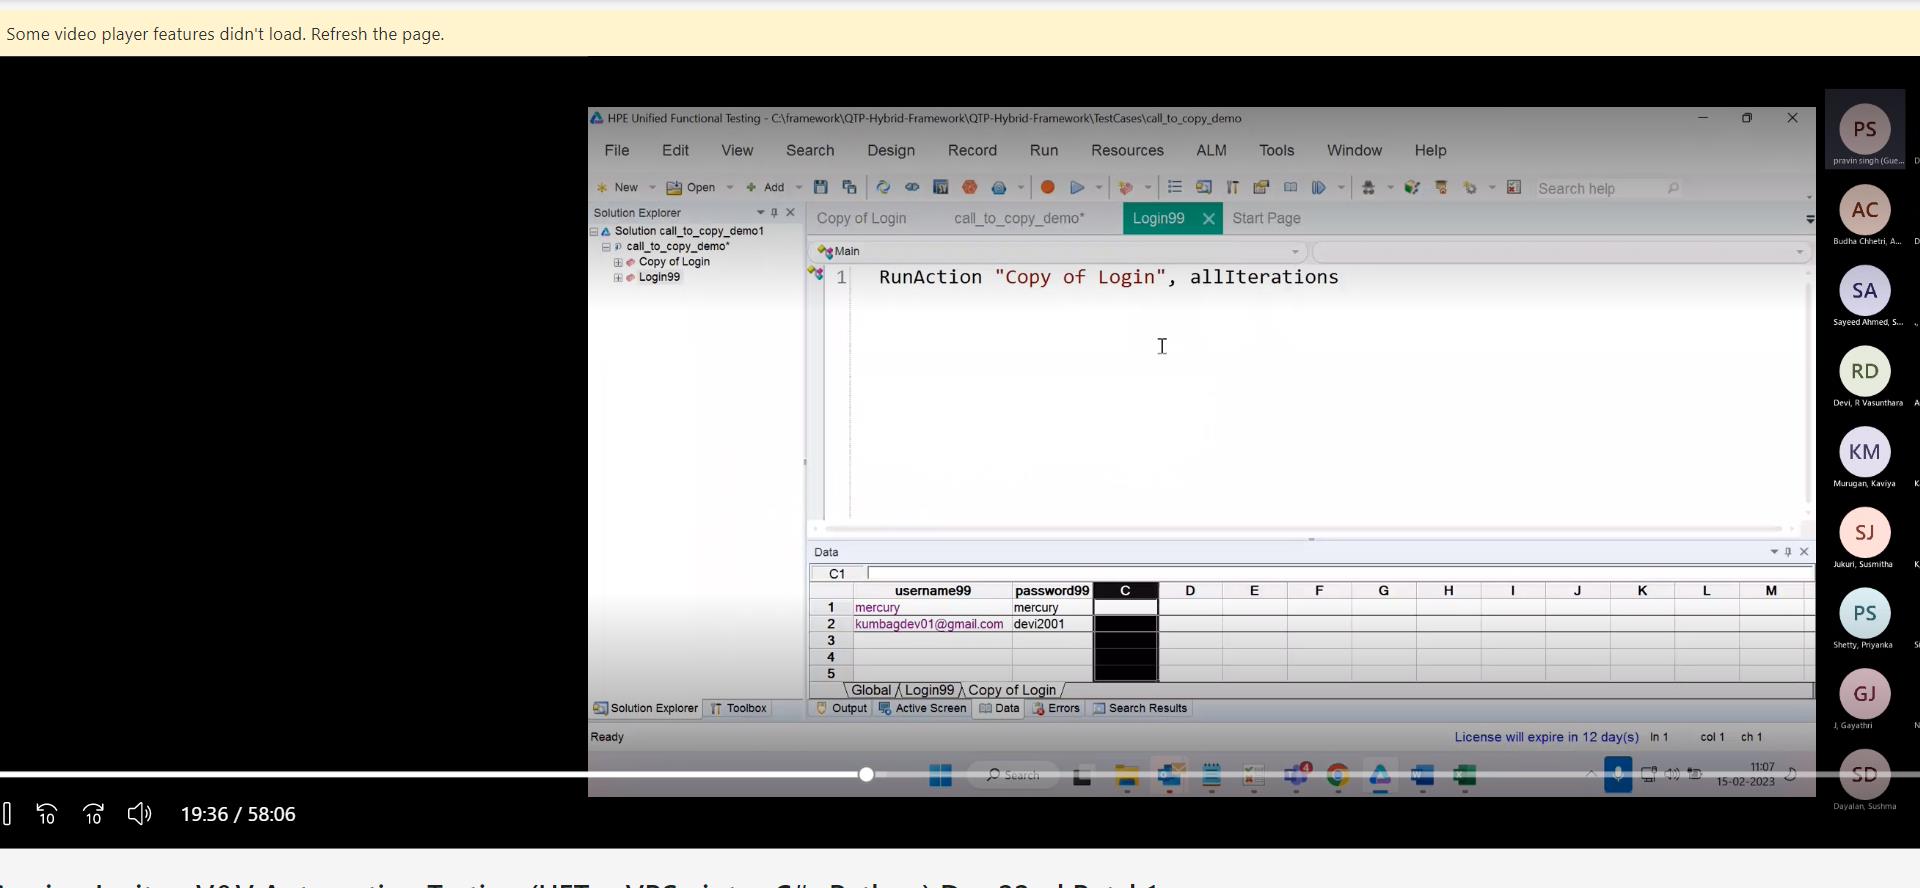 Some video player features didn't load. Refresh the page.
HPE Unified Functional Testing - C:\framework\QTP-Hybrid-Framework\QTP-Hybrid-Framework\TestCases\call_to_copy_demo
File Edit View Search Design Record Run Resources ALM Tools Window Help
New Open Add Search help
Solution Explorer
Copy of Login call_to_copy_demo* Login99 Start Page
Solution call_to_copy_demo1
call_to_copy_demo*
Copy of Login
Login99
Main
1 RunAction "Copy of Login", allIterations
Data
C1
username99 password99 C D E F G H I J K L M
1 mercury mercury
2 kumbagdev01@gmail.com devi2001
3
4
5
Global Login99 Copy of Login
Solution Explorer Toolbox Output Active Screen Data Errors Search Results
Ready License will expire in 12 day(s) ln 1 col 1 ch 1
Search 4 11:07
15-02-2023
PS
pravin singh (Gue...
AC
Budha Chhetri, A...
SA
Sayeed Ahmed, S...
RD
Devi, R Vasunthara
KM
Murugan, Kaviya
SJ
Jukuri, Susmitha
PS
Shetty, Priyanka
GJ
J, Gayathri
SD
Dayalan, Sushma
10 10 19:36 / 58:06